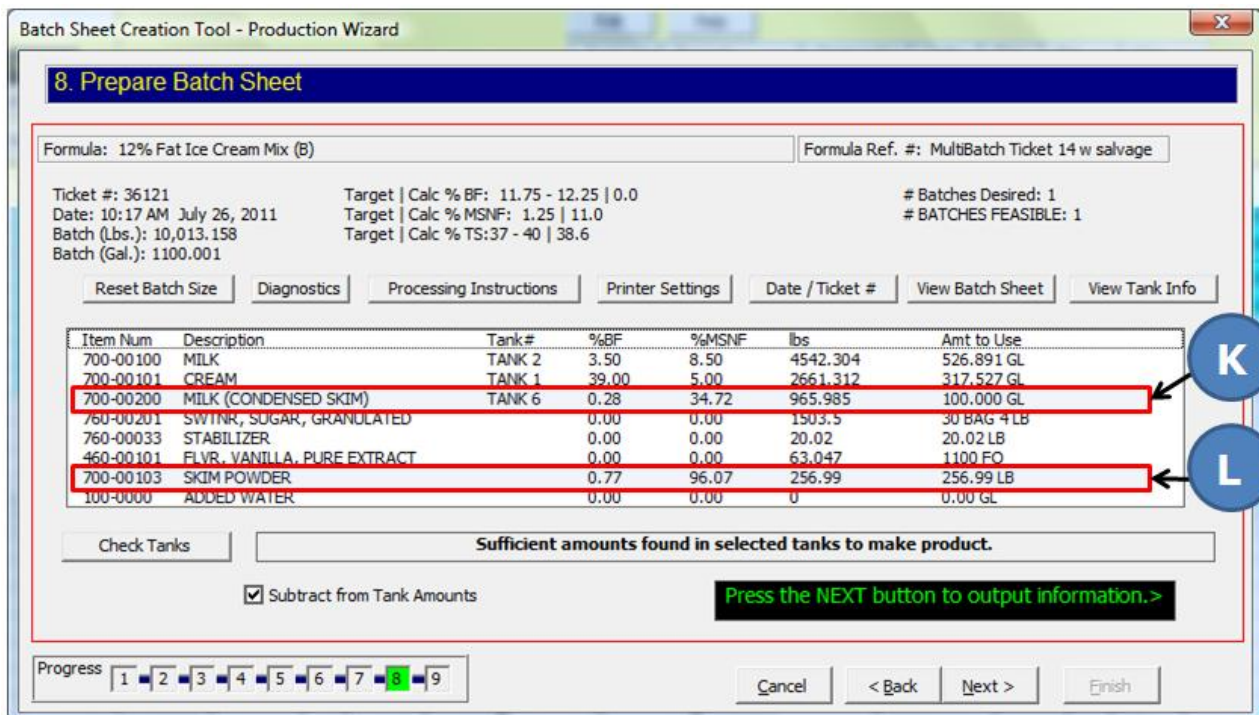 Batch Sheet Creation Tool - Production Wizard
X
8. Prepare Batch Sheet
Formula: 12% Fat Ice Cream Mix (B)
Formula Ref. #: MultiBatch Ticket 14 w salvage
Ticket #: 36121
Target | Calc % BF: 11.75 - 12.25 | 0.0
# Batches Desired: 1
Date: 10:17 AM July 26, 2011
Target | Calc % MSNF: 1.25 | 11.0
# BATCHES FEASIBLE: 1
Batch (Lbs.): 10,013.158
Target | Calc % TS:37 - 40 | 38.6
Batch (Gal.): 1100.001
Reset Batch Size Diagnostics Processing Instructions Printer Settings Date / Ticket # View Batch Sheet View Tank Info
Item Num Description Tank# %BF %MSNF lbs Amt to Use
700-00100 MILK TANK 2 3.50 8.50 4542.304 526.891 GL
700-00101 CREAM TANK 1 39.00 5.00 2661.312 317.527 GL
700-00200 MILK (CONDENSED SKIM) TANK 6 0.28 34.72 965.985 100.000 GL
760-00201 SWTNR, SUGAR, GRANULATED 0.00 0.00 1503.5 30 BAG 4 LB
760-00033 STABILIZER 0.00 0.00 20.02 20.02 LB
460-00101 FLVR, VANILLA, PURE EXTRACT 0.00 0.00 63.047 1100 FO
700-00103 SKIM POWDER 0.77 96.07 256.99 256.99 LB
100-0000 ADDED WATER 0.00 0.00 0 0.00 GL
K
L
Check Tanks
Sufficient amounts found in selected tanks to make product.
Subtract from Tank Amounts
Press the NEXT button to output information.>
Progress 1 2 3 4 5 6 7 8 9
Cancel < Back Next > Finish